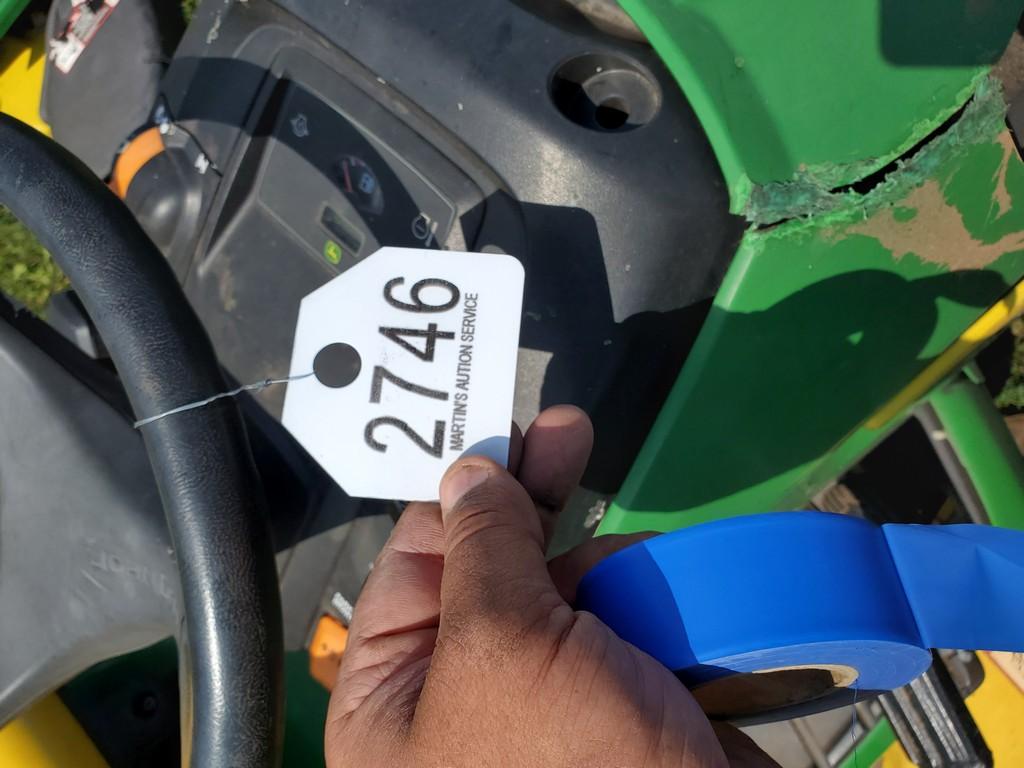 2746
MARTIN'S AUTION SERVICE